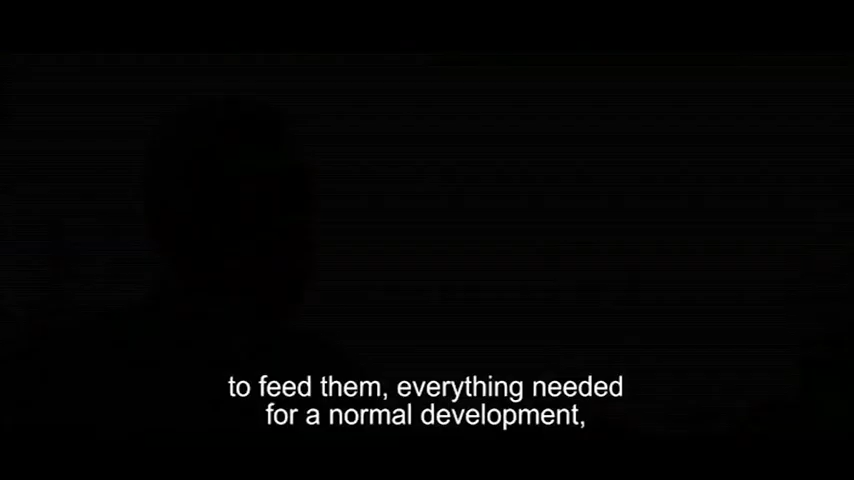 to feed them, everything needed
for a normal development,